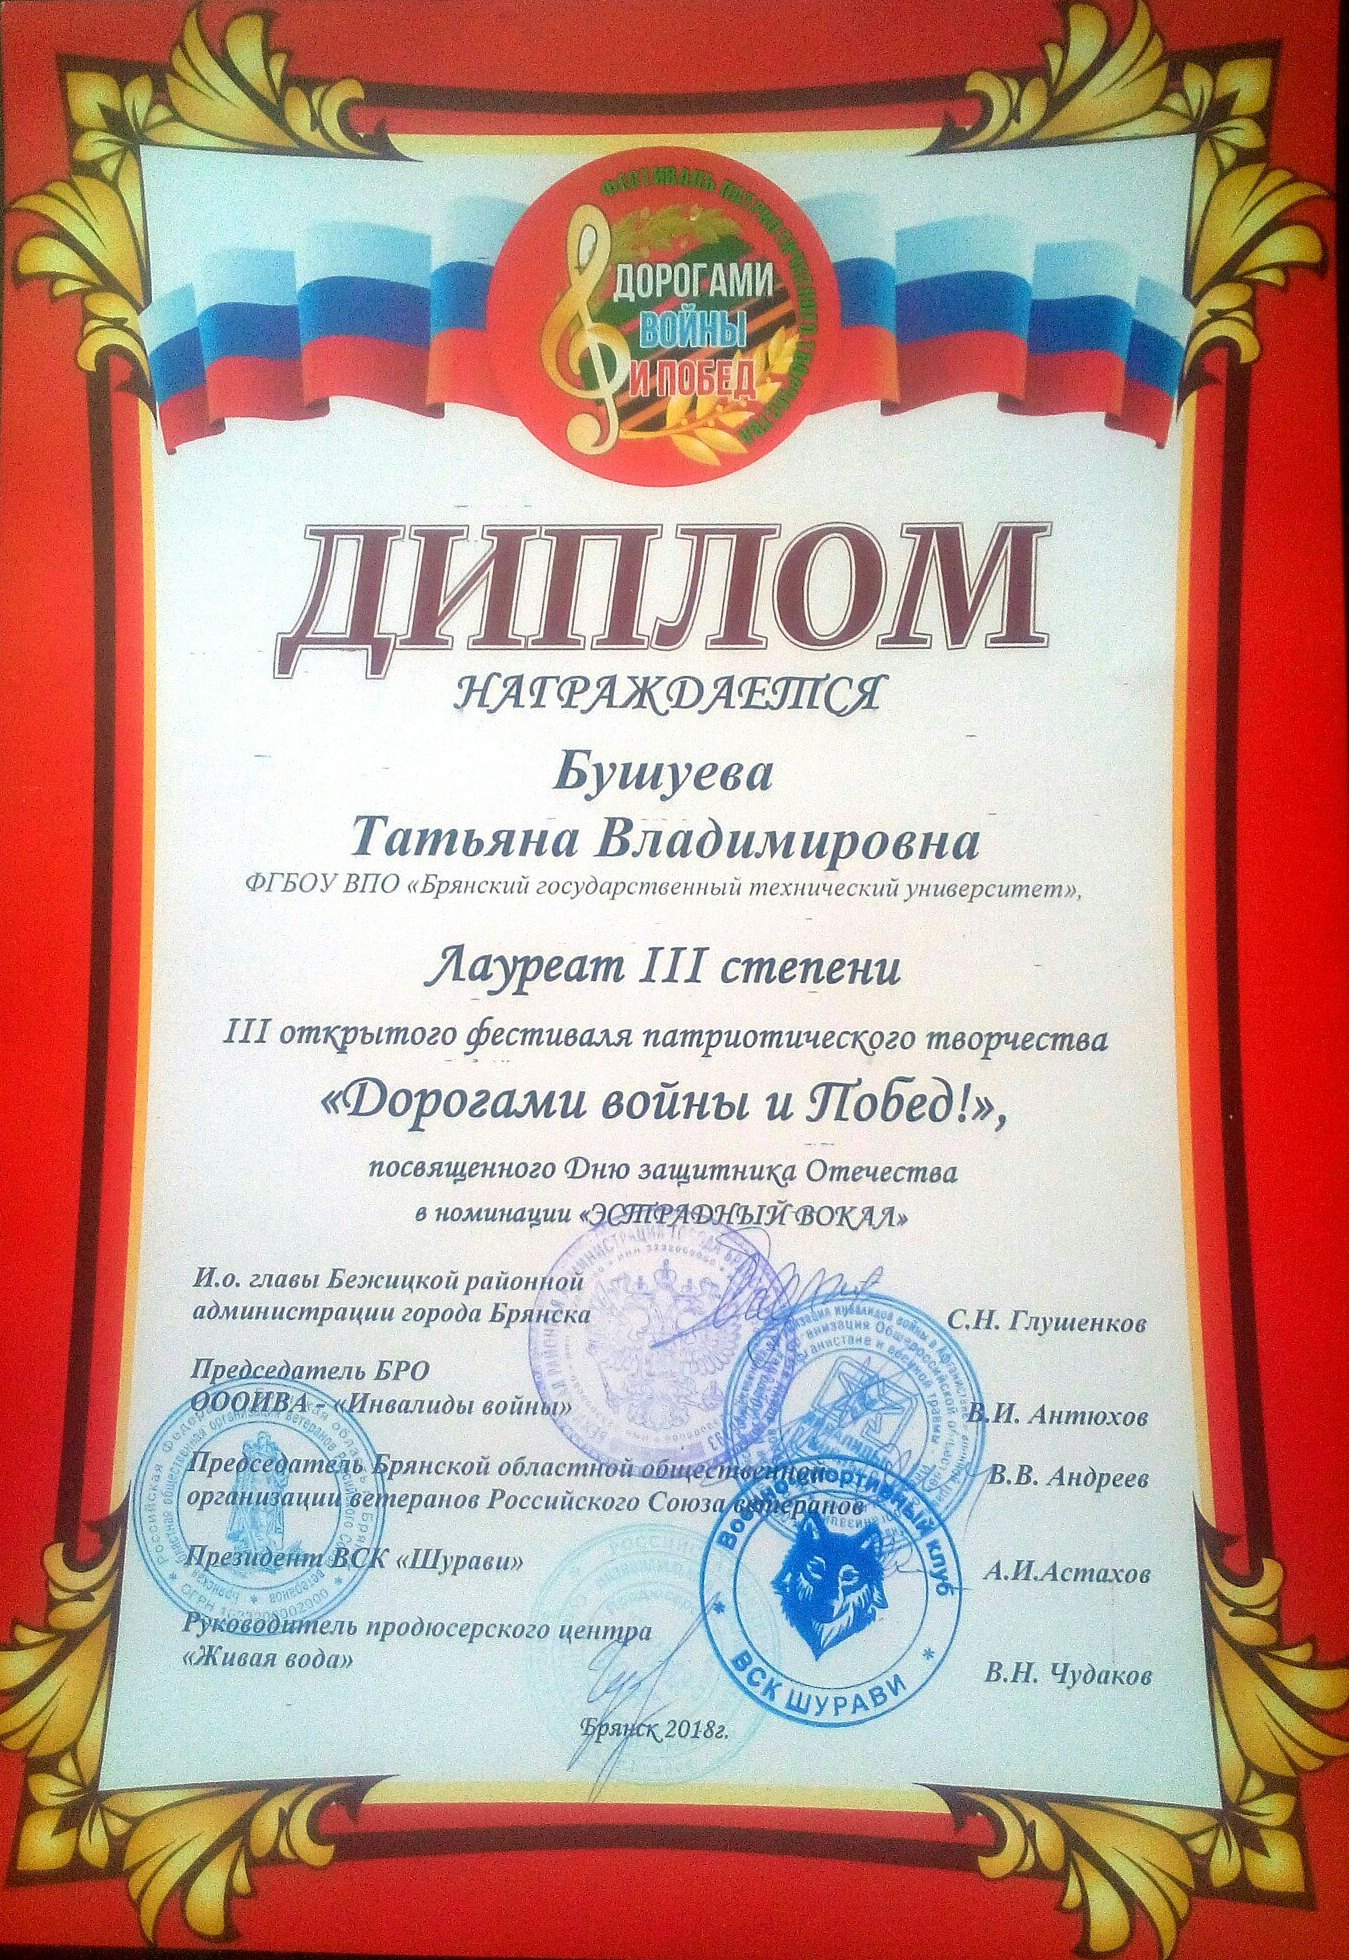 ФЕСТИВАЛЬ ПАТРИОТИЧЕСКОГО ТВОРЧЕСТВА
ДОРОГАМИ
ВОЙНЫ
И ПОБЕД
ДИПЛОМ
НАГРАЖДАЕТСЯ
Бушуева
Татьяна Владимировна
ФГБОУ ВПО «Брянский государственный технический университет»,
Лауреат III степени
III открытого фестиваля патриотического творчества
«Дорогами войны и Побед!»,
посвященного Дню защитника Отечества
в номинации «ЭСТРАДНЫЙ ВОКАЛ»
И.о. главы Бежицкой районной
администрации города Брянска
С.Н. Глушенков
Председатель БРО
ОООИВА - «Инвалиды войны»
В.И. Антюхов
Председатель Брянской областной общественной
организации ветеранов Российского Союза ветеранов
В.В. Андреев
Президент ВСК «Шурави»
А.И.Астахов
Руководитель продюсерского центра
«Живая вода»
В.Н. Чудаков
Военно-спортивный клуб
* ВСК ШУРАВИ *
Брянск 2018г.